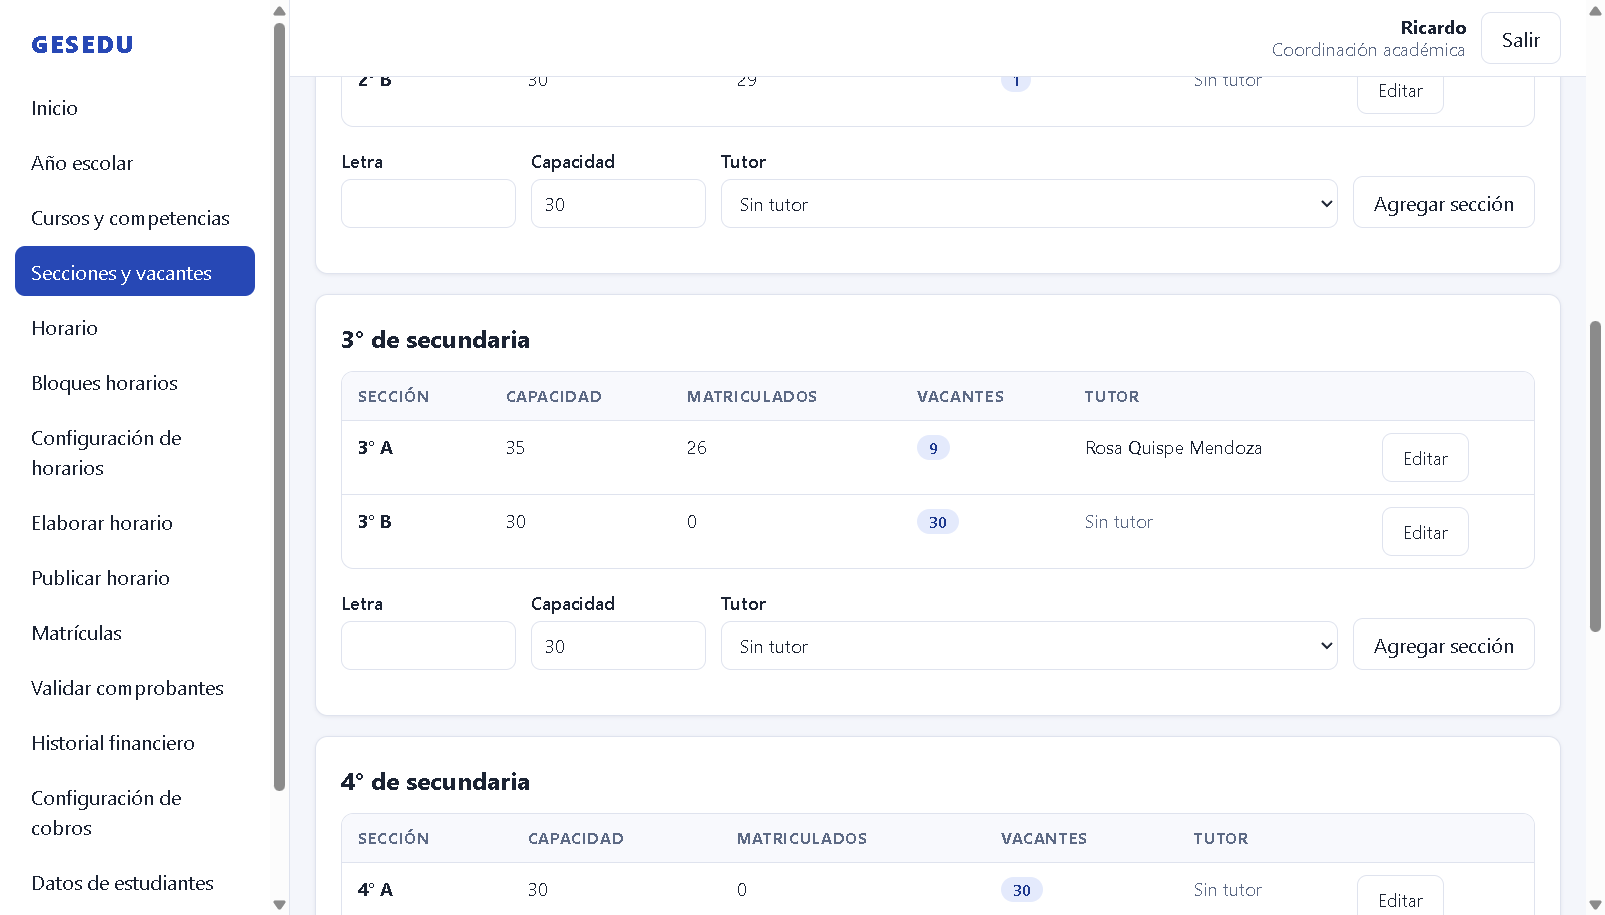 GESEDU
Inicio
Año escolar
Cursos y competencias
Secciones y vacantes
Horario
Bloques horarios
Configuración de
horarios
Elaborar horario
Publicar horario
Matrículas
Validar comprobantes
Historial financiero
Configuración de
cobros
Datos de estudiantes
Ricardo
Coordinación académica
Salir
2° B 30 29 1 Sin tutor Editar
Letra Capacidad Tutor
30 Sin tutor Agregar sección
3° de secundaria
SECCIÓN CAPACIDAD MATRICULADOS VACANTES TUTOR
3° A 35 26 9 Rosa Quispe Mendoza Editar
3° B 30 0 30 Sin tutor Editar
Letra Capacidad Tutor
30 Sin tutor Agregar sección
4° de secundaria
SECCIÓN CAPACIDAD MATRICULADOS VACANTES TUTOR
4° A 30 0 30 Sin tutor Editar